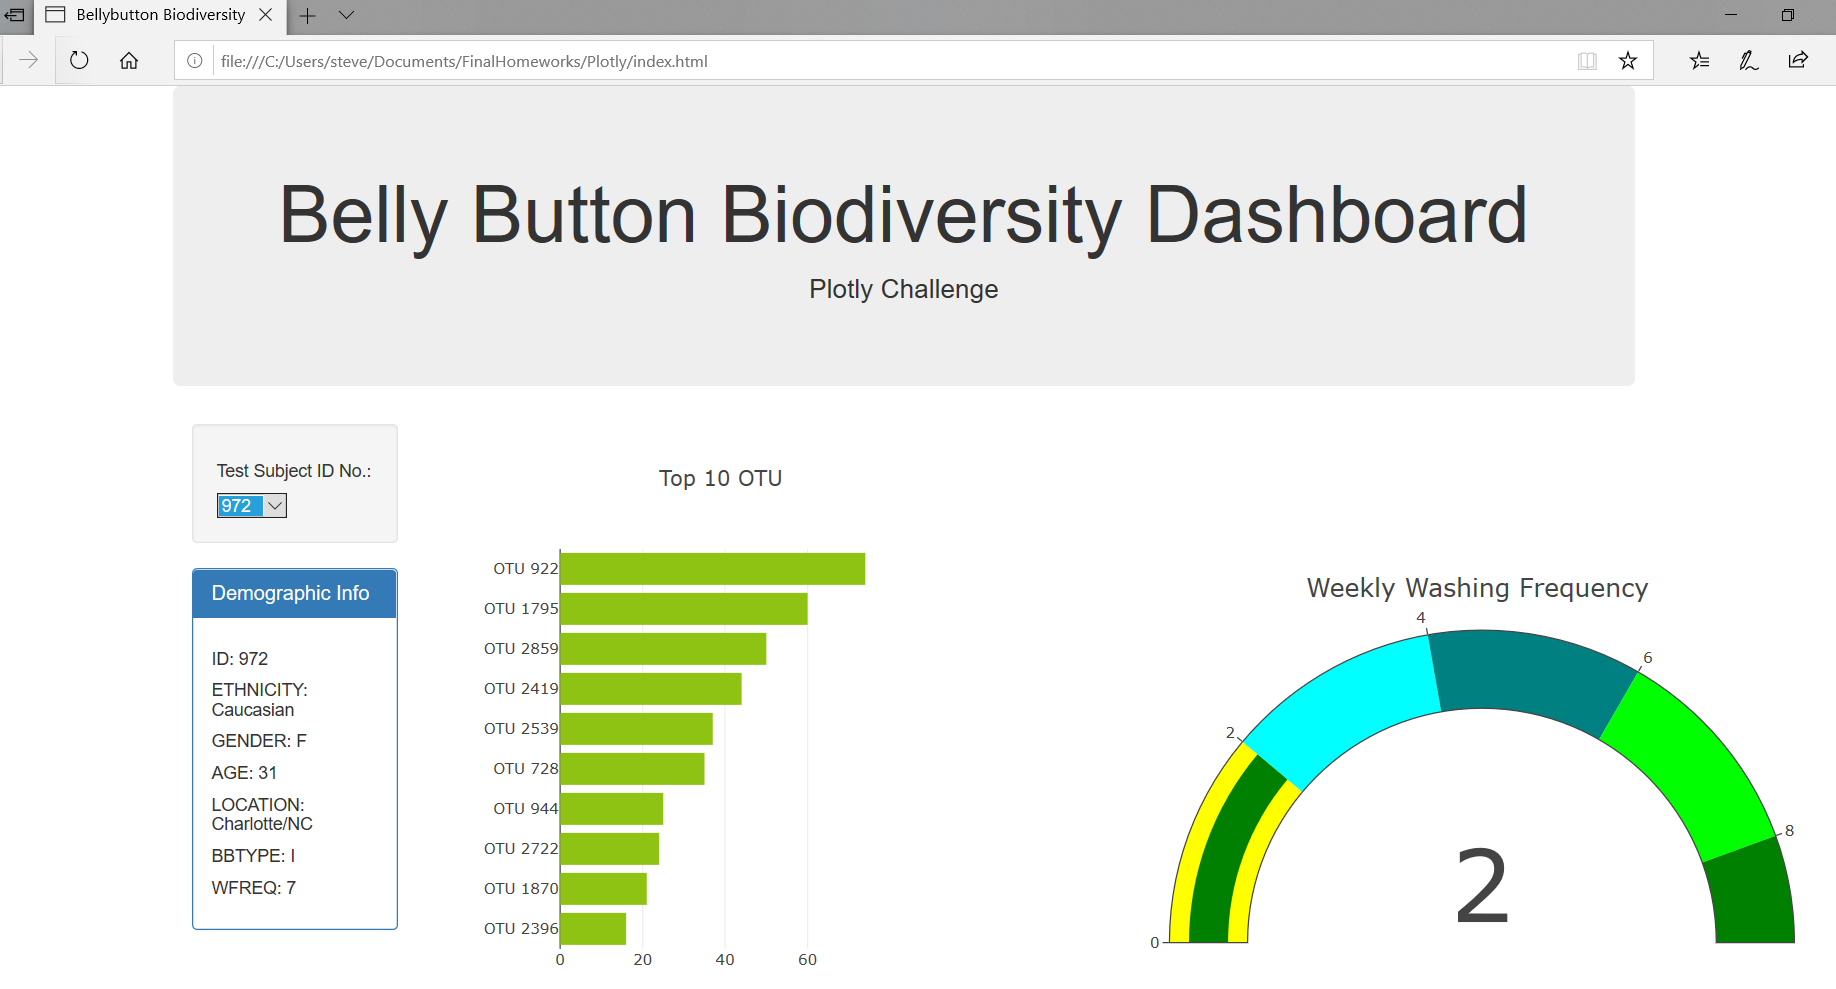 Bellybutton Biodiversity
file:///C:/Users/steve/Documents/FinalHomeworks/Plotly/index.html
Belly Button Biodiversity Dashboard
Plotly Challenge
Test Subject ID No.:
972
Demographic Info
ID: 972
ETHNICITY:
Caucasian
GENDER: F
AGE: 31
LOCATION:
Charlotte/NC
BBTYPE: I
WFREQ: 7
Top 10 OTU
OTU 922
OTU 1795
OTU 2859
OTU 2419
OTU 2539
OTU 728
OTU 944
OTU 2722
OTU 1870
OTU 2396
0 20 40 60
Weekly Washing Frequency
0
2
4
6
8
2